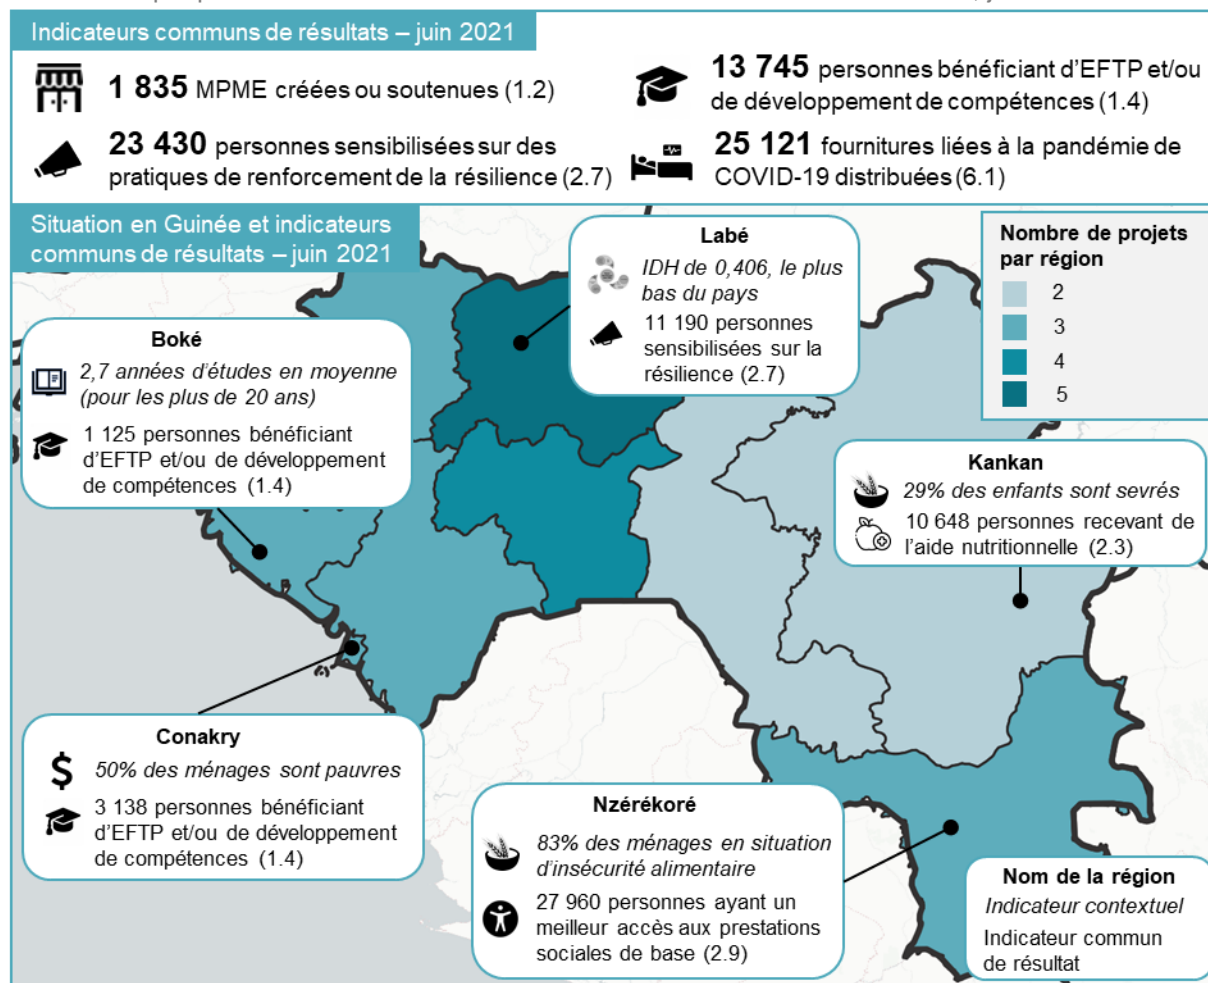 Indicateurs communs de résultats – juin 2021
1 835 MPME créées ou soutenues (1.2)
23 430 personnes sensibilisées sur des
pratiques de renforcement de la résilience (2.7)
13 745 personnes bénéficiant d'EFTP et/ou
de développement de compétences (1.4)
25 121 fournitures liées à la pandémie de
COVID-19 distribuées (6.1)
Situation en Guinée et indicateurs
communs de résultats – juin 2021
Labé
IDH de 0,406, le plus
bas du pays
11 190 personnes
sensibilisées sur la
résilience (2.7)
Nombre de projets
par région
2
3
4
5
Boké
2,7 années d'études en moyenne
(pour les plus de 20 ans)
1 125 personnes bénéficiant
d'EFTP et/ou de développement
de compétences (1.4)
Kankan
29% des enfants sont sevrés
10 648 personnes recevant de
l'aide nutritionnelle (2.3)
Conakry
$
50% des ménages sont pauvres
3 138 personnes bénéficiant
d'EFTP et/ou de développement
de compétences (1.4)
Nzérékoré
83% des ménages en situation
d'insécurité alimentaire
27 960 personnes ayant un
meilleur accès aux prestations
sociales de base (2.9)
Nom de la région
Indicateur contextuel
Indicateur commun
de résultat